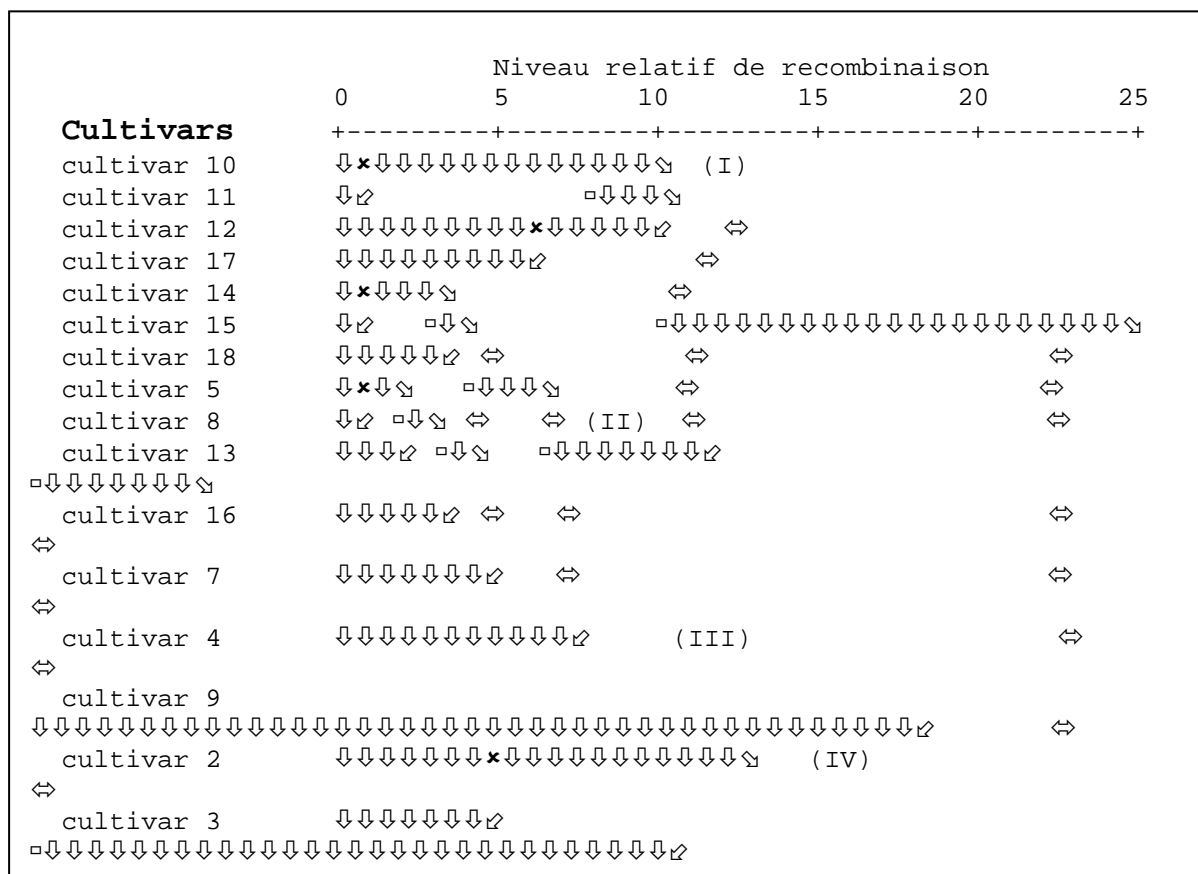 Niveau relatif de recombinaison
0 5 10 15 20 25
Cultivars +---------+---------+---------+---------+---------+
cultivar 10 ⇩×⇩⇩⇩⇩⇩⇩⇩⇩⇩⇩⇩⇩⇩⬂ (I)
cultivar 11 ⇩⬃ ▫⇩⇩⇩⬂
cultivar 12 ⇩⇩⇩⇩⇩⇩⇩⇩⇩×⇩⇩⇩⇩⇩⬃ ⇔
cultivar 17 ⇩⇩⇩⇩⇩⇩⇩⇩⇩⬃ ⇔
cultivar 14 ⇩×⇩⇩⇩⬂ ⇔
cultivar 15 ⇩⬃ ▫⇩⬂ ▫⇩⇩⇩⇩⇩⇩⇩⇩⇩⇩⇩⇩⇩⇩⇩⇩⇩⇩⇩⇩⇩⬂
cultivar 18 ⇩⇩⇩⇩⇩⬃ ⇔ ⇔ ⇔
cultivar 5 ⇩×⇩⬂ ▫⇩⇩⇩⬂ ⇔ ⇔
cultivar 8 ⇩⬃ ▫⇩⬂ ⇔ ⇔ (II) ⇔ ⇔
cultivar 13 ⇩⇩⇩⬃ ▫⇩⬂ ▫⇩⇩⇩⇩⇩⇩⇩⬃
▫⇩⇩⇩⇩⇩⇩⇩⬂
cultivar 16 ⇩⇩⇩⇩⇩⬃ ⇔ ⇔ ⇔
⇔
cultivar 7 ⇩⇩⇩⇩⇩⇩⇩⬃ ⇔ ⇔
⇔
cultivar 4 ⇩⇩⇩⇩⇩⇩⇩⇩⇩⇩⇩⬃ (III) ⇔
⇔
cultivar 9
⇩⇩⇩⇩⇩⇩⇩⇩⇩⇩⇩⇩⇩⇩⇩⇩⇩⇩⇩⇩⇩⇩⇩⇩⇩⇩⇩⇩⇩⇩⇩⇩⇩⇩⇩⇩⇩⇩⇩⇩⇩⬃ ⇔
cultivar 2 ⇩⇩⇩⇩⇩⇩⇩×⇩⇩⇩⇩⇩⇩⇩⇩⇩⇩⇩⬂ (IV)
⇔
cultivar 3 ⇩⇩⇩⇩⇩⇩⇩⬃
▫⇩⇩⇩⇩⇩⇩⇩⇩⇩⇩⇩⇩⇩⇩⇩⇩⇩⇩⇩⇩⇩⇩⇩⇩⇩⇩⇩⇩⇩⬃